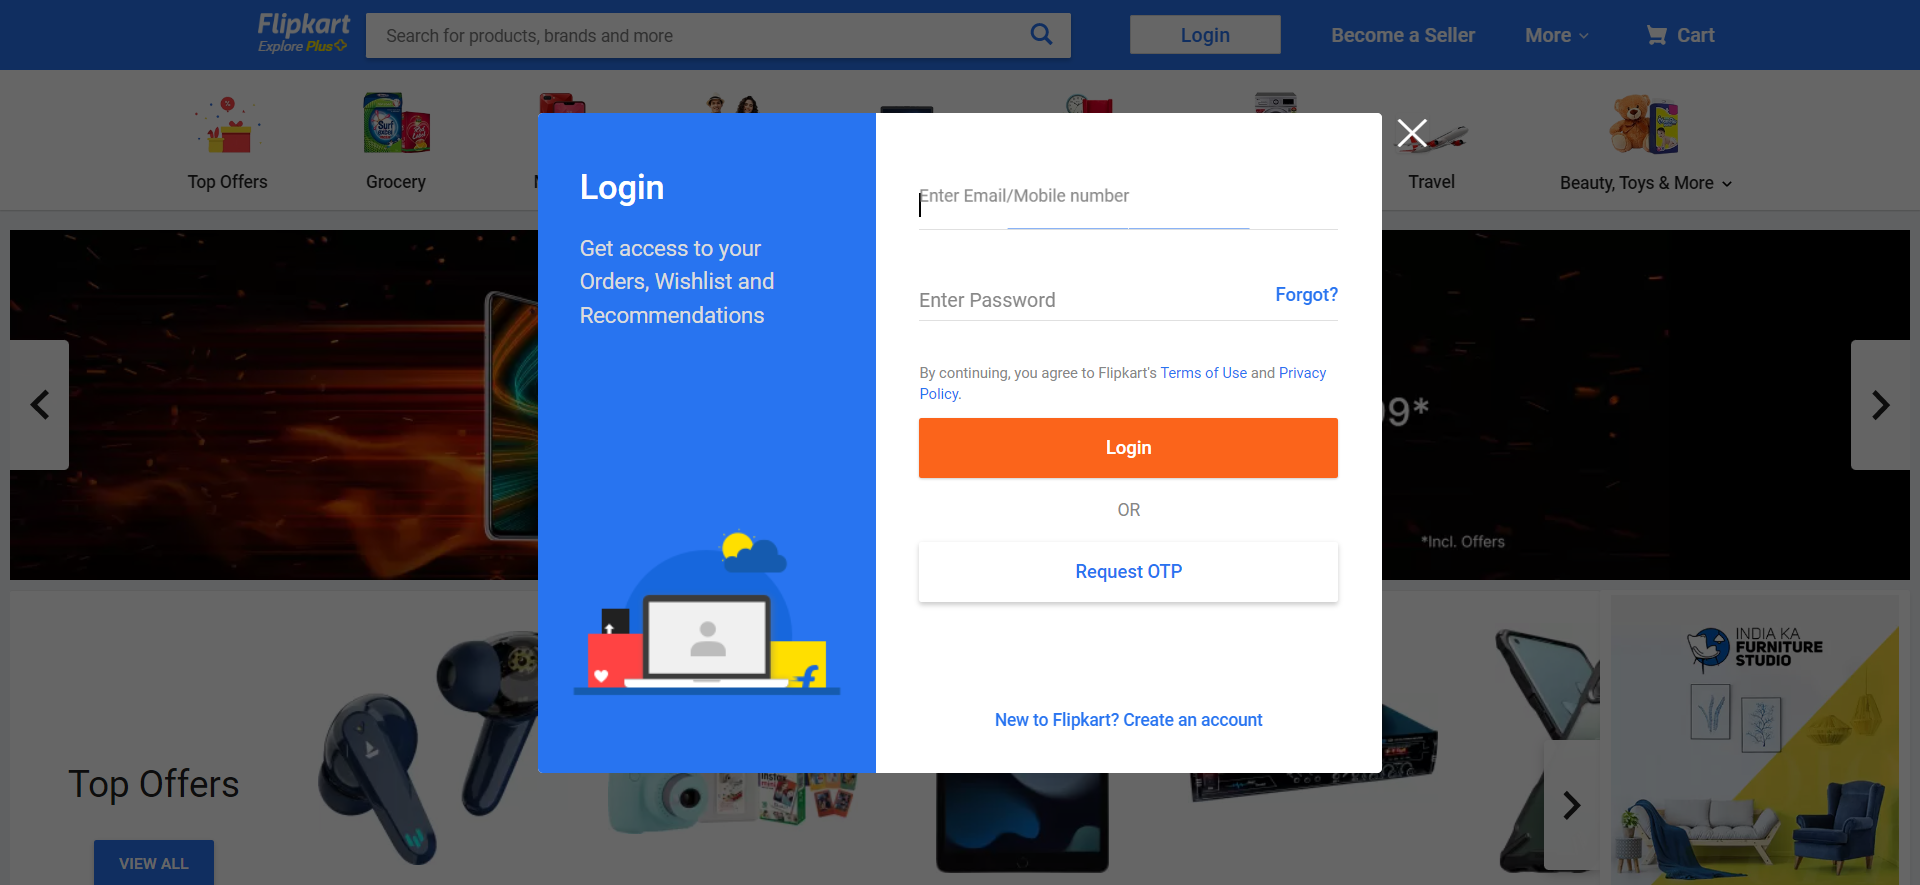 Flipkart
Explore Plus
Search for products, brands and more
Login
Become a Seller
More
Cart
Top Offers
Grocery
Travel
Beauty, Toys & More
Login
Get access to your
Orders, Wishlist and
Recommendations
Enter Email/Mobile number
Enter Password
Forgot?
By continuing, you agree to Flipkart's Terms of Use and Privacy
Policy.
Login
OR
Request OTP
New to Flipkart? Create an account
9*
*Incl. Offers
Top Offers
VIEW ALL
INDIA KA
FURNITURE
STUDIO
Surf
excel
instax